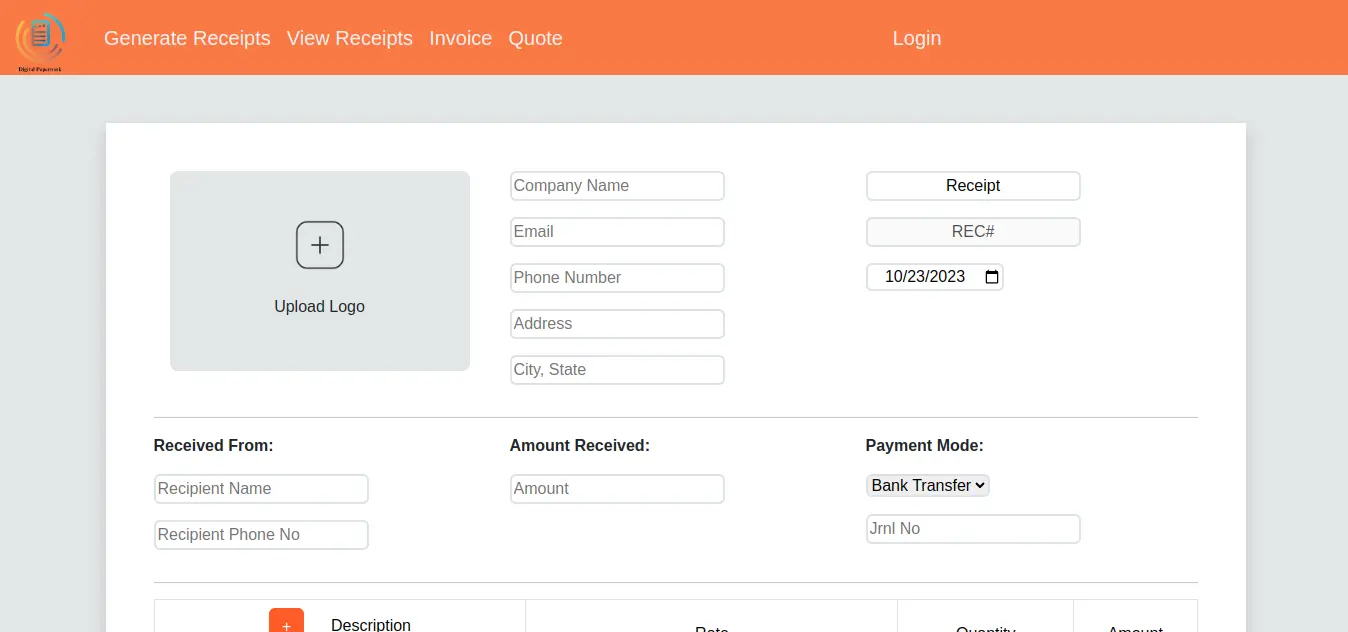 Generate Receipts View Receipts Invoice Quote Login
Company Name Receipt
Email REC#
Phone Number 10/23/2023
Upload Logo
Address
City, State
Received From: Amount Received: Payment Mode:
Recipient Name Amount Bank Transfer
Recipient Phone No Jrnl No
+ Description Rate Quantity Amount